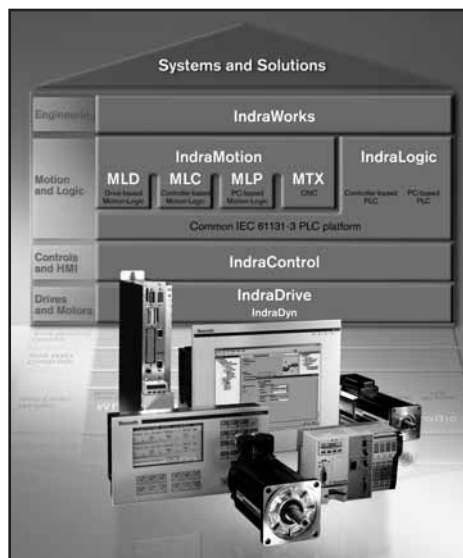 Systems and Solutions
Engineering
IndraWorks
Motion
and Logic
IndraMotion
MLD
Drive-based
Motion-Logic
MLC
Controller-based
Motion-Logic
MLP
PC-based
Motion-Logic
MTX
CNC
IndraLogic
Controller-based
PLC
PC-based
PLC
Common IEC 61131-3 PLC platform
Controls
and HMI
IndraControl
Drives
and Motors
IndraDrive
IndraDyn